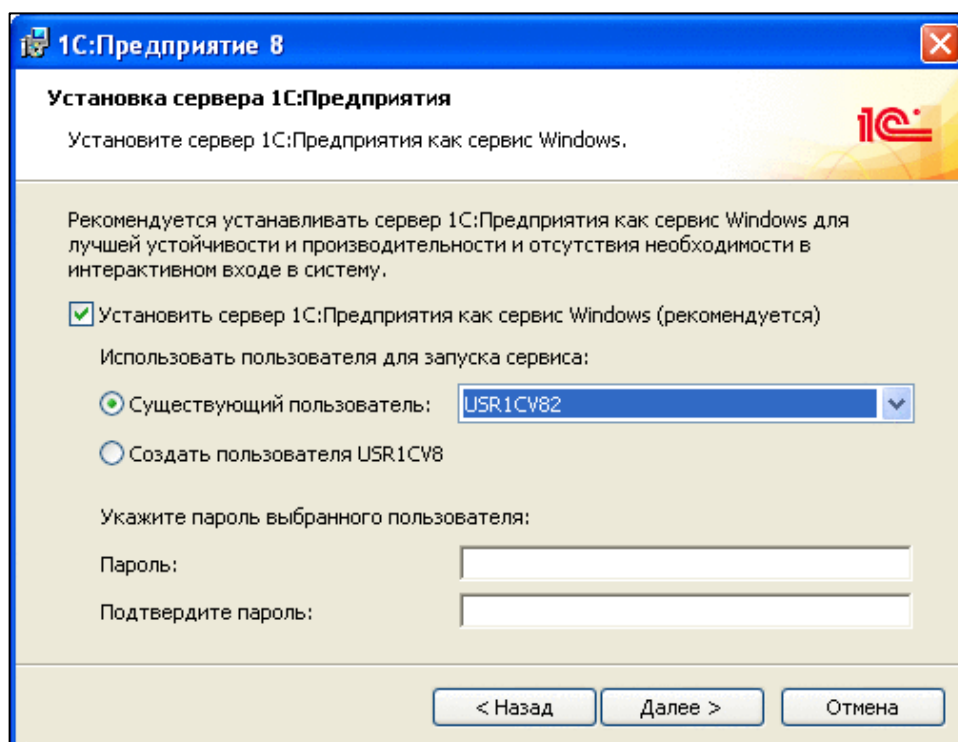 1С:Предприятие 8
Установка сервера 1С:Предприятия
Установите сервер 1С:Предприятия как сервис Windows.
1С
Рекомендуется устанавливать сервер 1С:Предприятия как сервис Windows для
лучшей устойчивости и производительности и отсутствия необходимости в
интерактивном входе в систему.
Установить сервер 1С:Предприятия как сервис Windows (рекомендуется)
Использовать пользователя для запуска сервиса:
Существующий пользователь: USR1CV82
Создать пользователя USR1CV8
Укажите пароль выбранного пользователя:
Пароль:
Подтвердите пароль:
< Назад Далее > Отмена